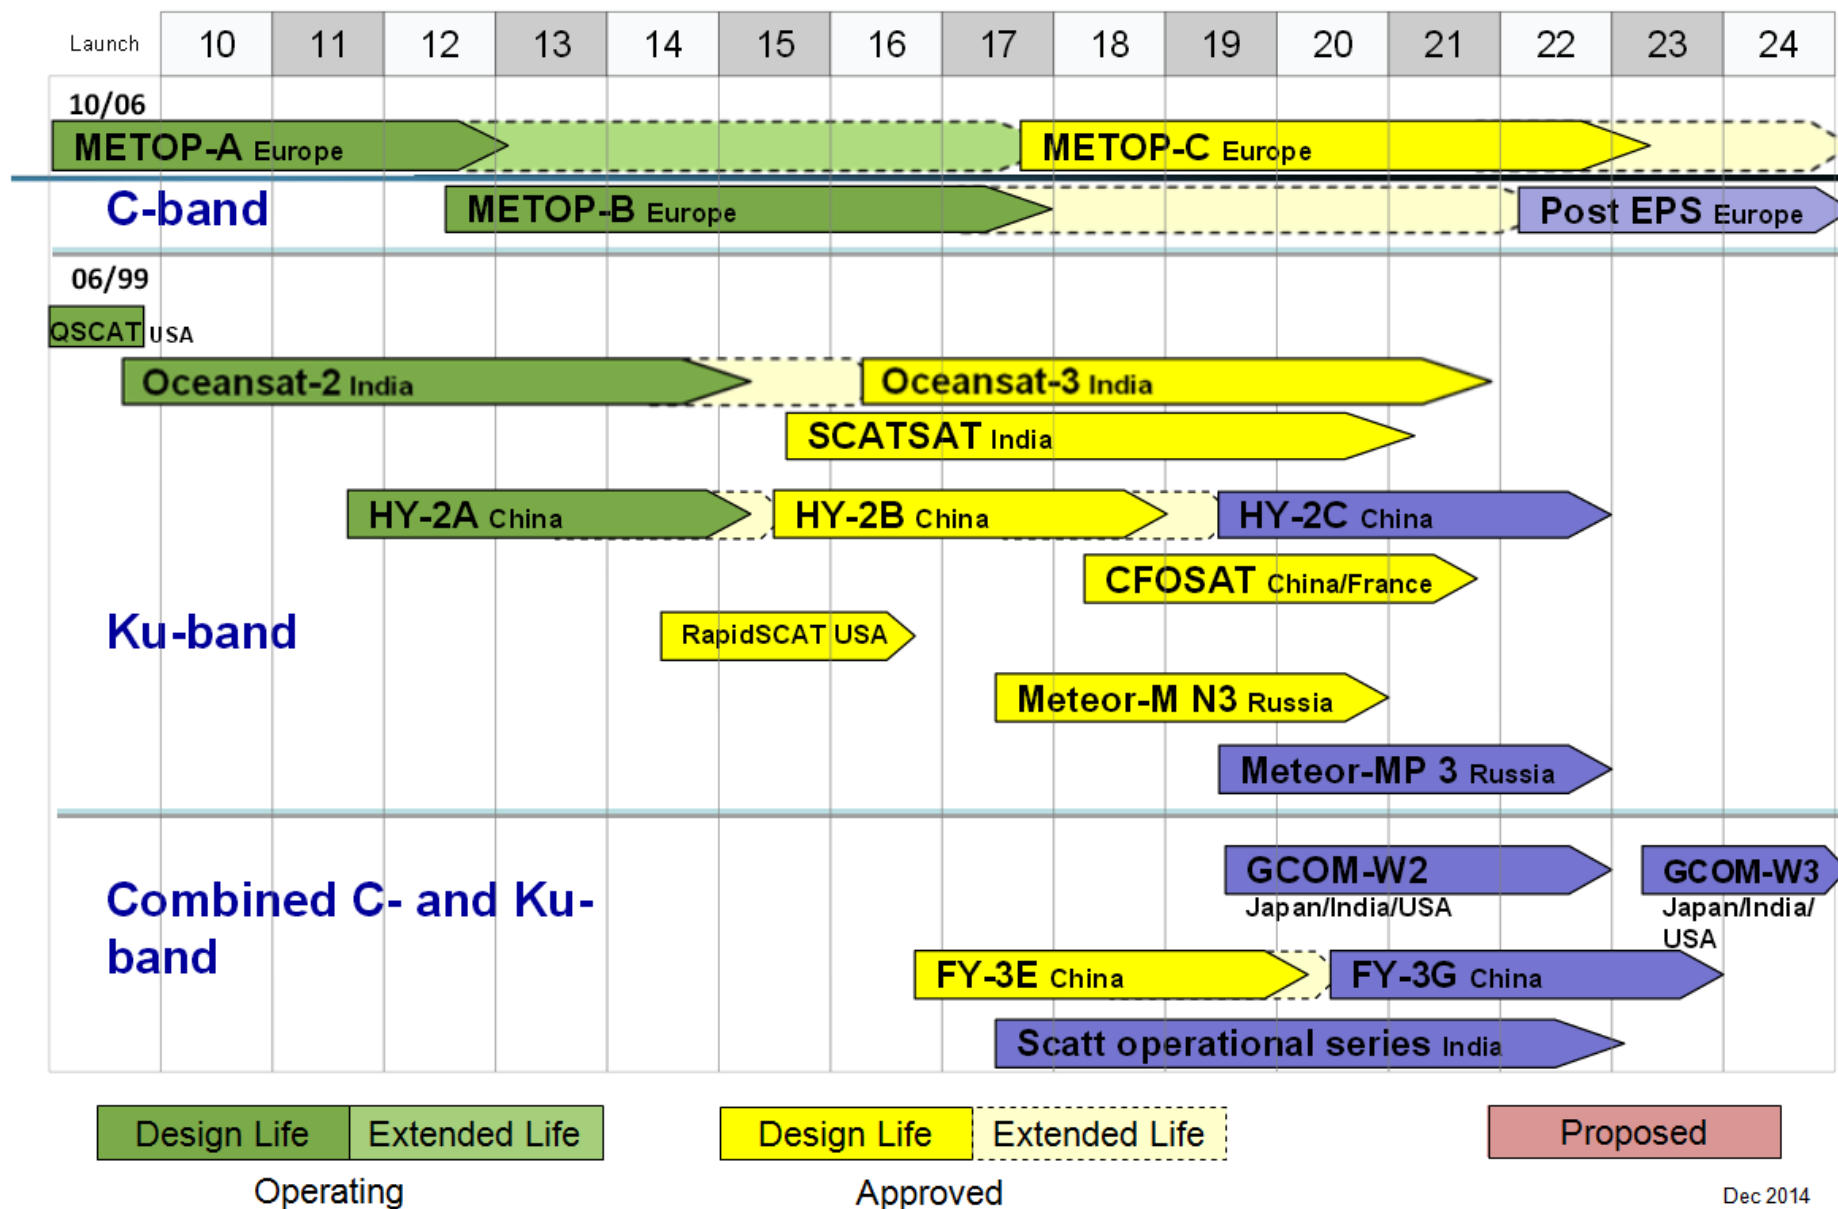 Launch 10 11 12 13 14 15 16 17 18 19 20 21 22 23 24
10/06
METOP-A Europe METOP-C Europe
C-band METOP-B Europe Post EPS Europe
06/99
QSCAT USA
Oceansat-2 India Oceansat-3 India
SCATSAT India
HY-2A China HY-2B China HY-2C China
CFOSAT China/France
Ku-band RapidSCAT USA
Meteor-M N3 Russia
Meteor-MP 3 Russia
GCOM-W2 GCOM-W3
Combined C- and Ku- Japan/India/USA Japan/India/
USA
band FY-3E China FY-3G China
Scatt operational series India
Design Life Extended Life Design Life Extended Life Proposed
Operating Approved Dec 2014